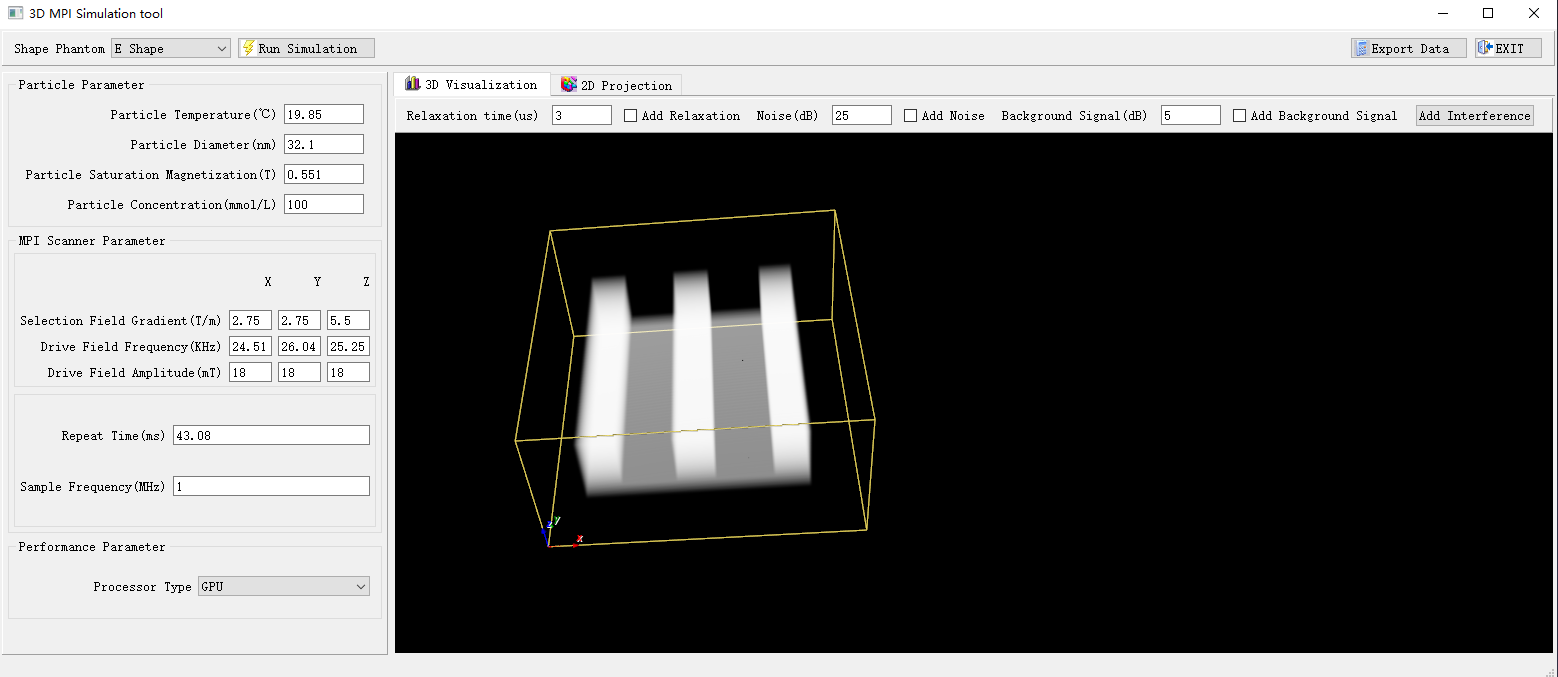 3D MPI Simulation tool
Shape Phantom E Shape Run Simulation Export Data EXIT
Particle Parameter
Particle Temperature(℃) 19.85
Particle Diameter(nm) 32.1
Particle Saturation Magnetization(T) 0.551
Particle Concentration(mmol/L) 100
MPI Scanner Parameter
X Y Z
Selection Field Gradient(T/m) 2.75 2.75 5.5
Drive Field Frequency(KHz) 24.51 26.04 25.25
Drive Field Amplitude(mT) 18 18 18
Repeat Time(ms) 43.08
Sample Frequency(MHz) 1
Performance Parameter
Processor Type GPU
3D Visualization 2D Projection
Relaxation time(us) 3 Add Relaxation Noise(dB) 25 Add Noise Background Signal(dB) 5 Add Background Signal Add Interference
z y
x